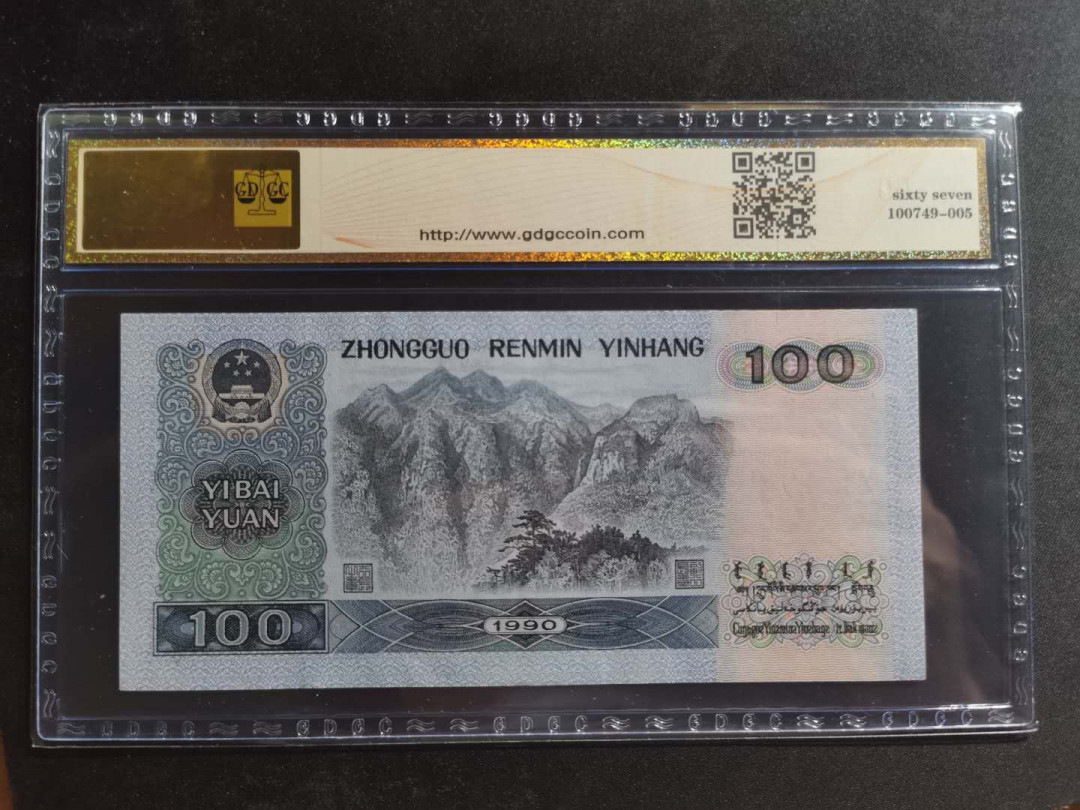 GDGC
http://www.gdgccoin.com
sixty seven
100749-005
ZHONGGUO RENMIN YINHANG
100
YIBAI
YUAN
100
1990